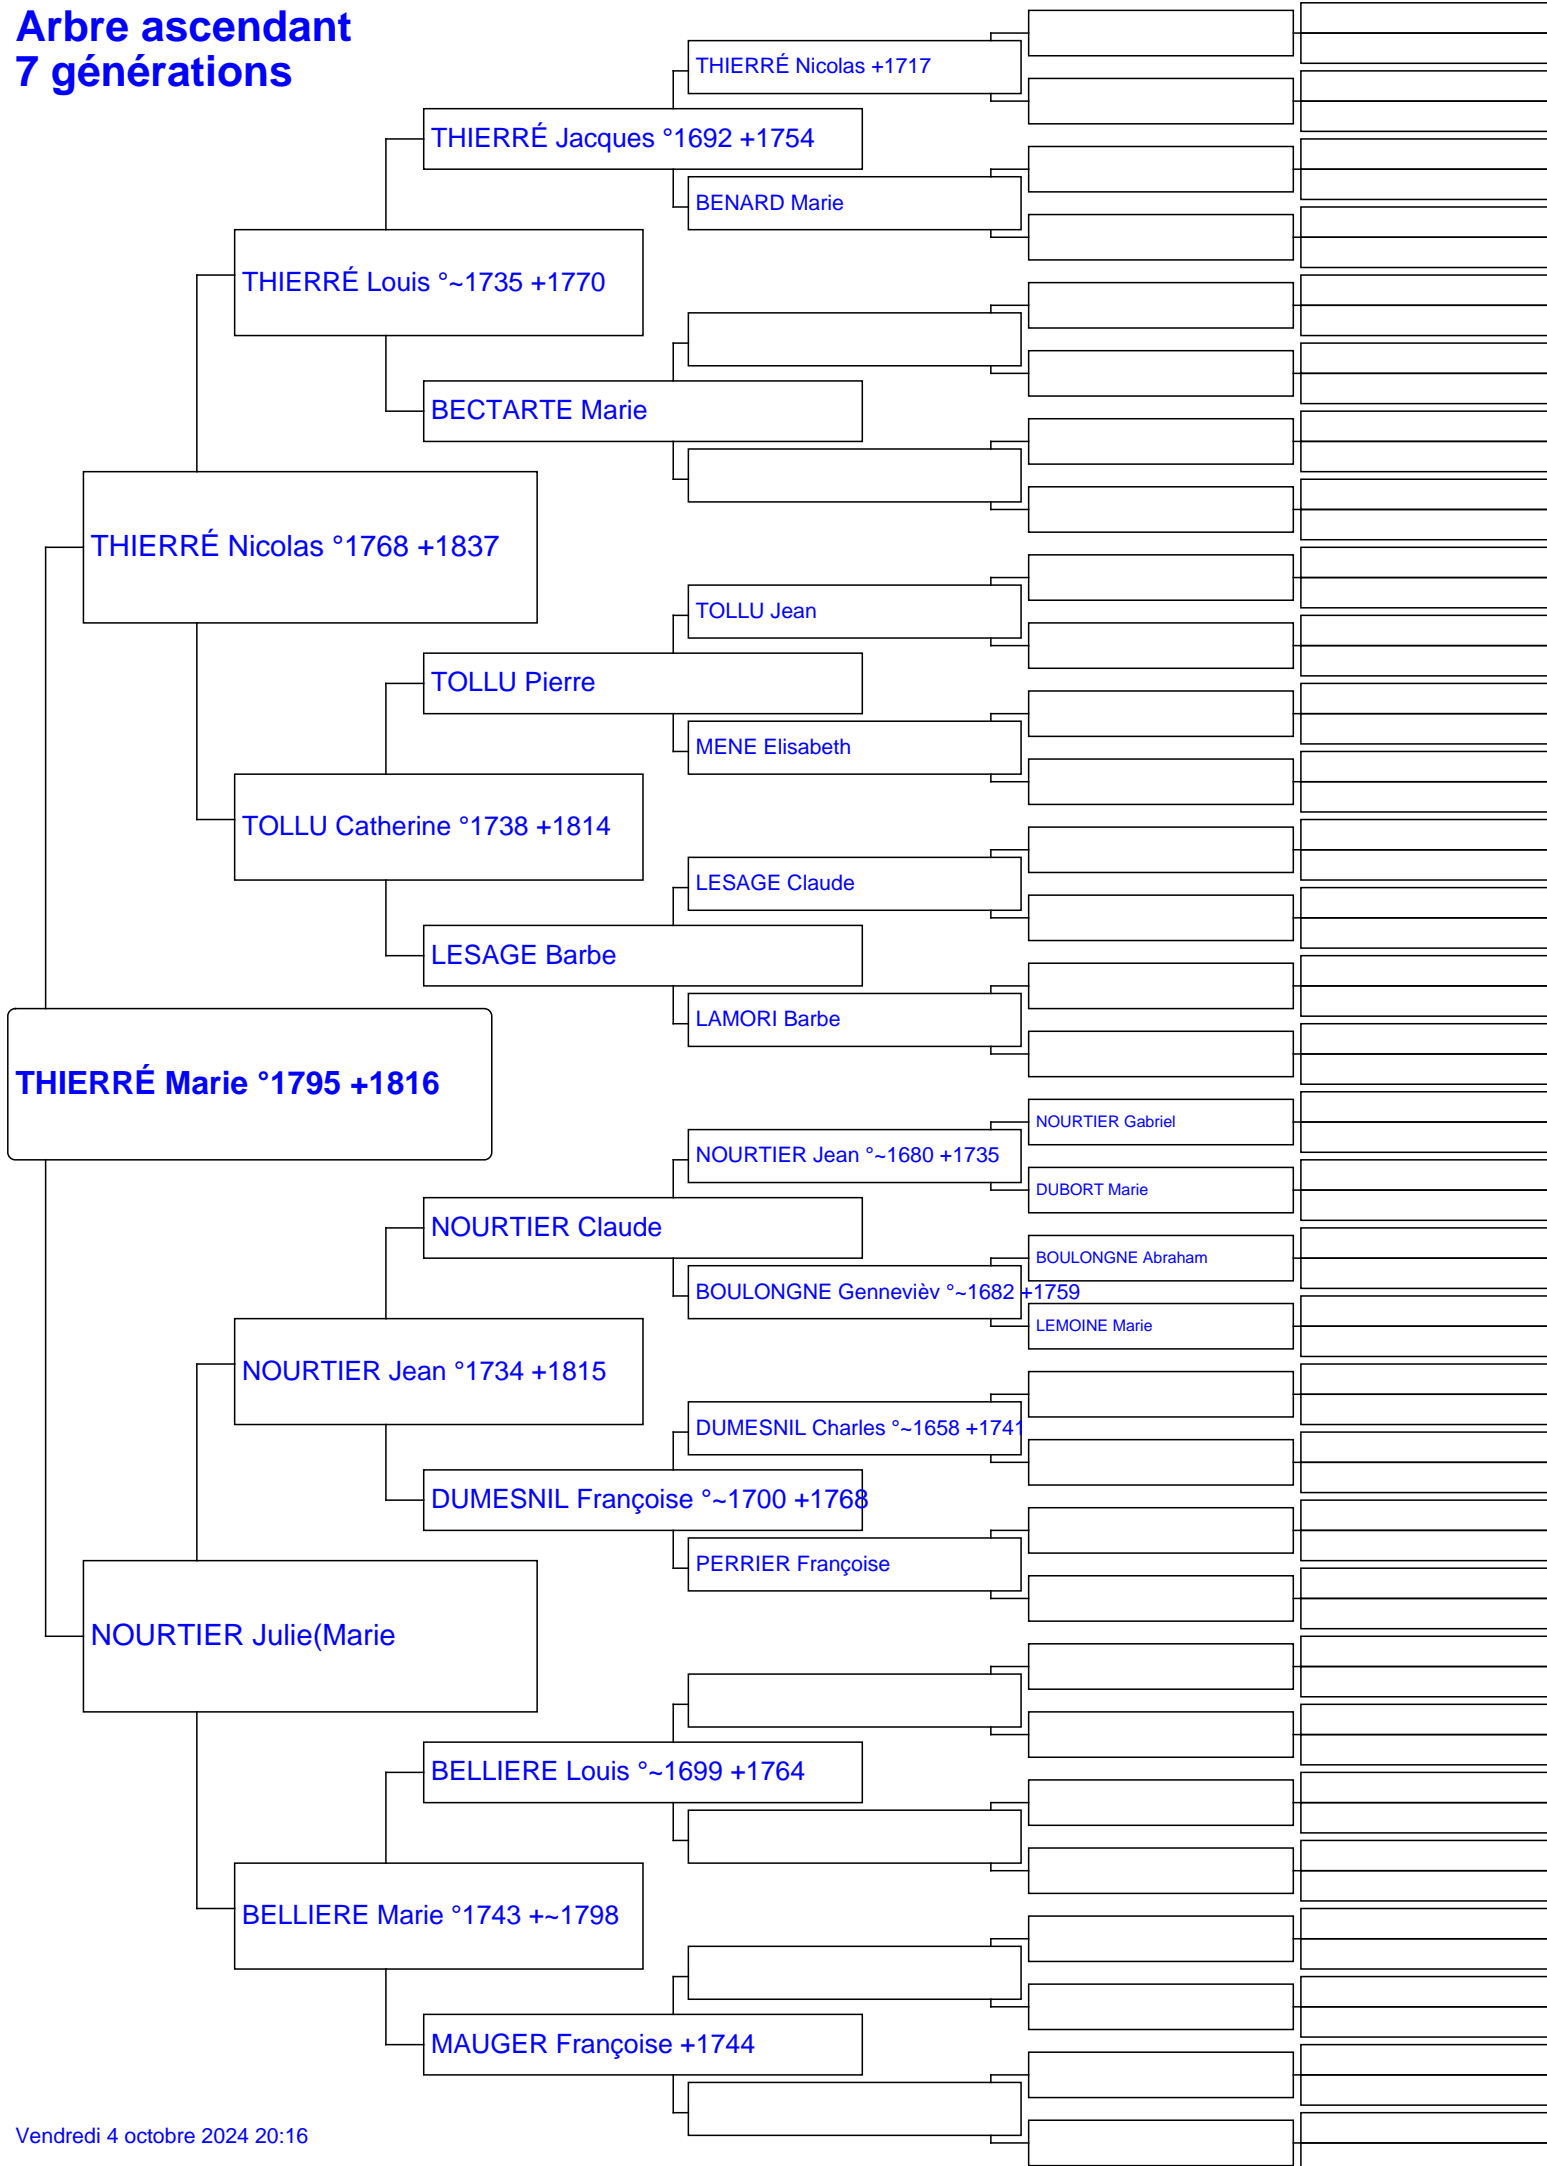 Arbre ascendant
7 générations
THIERRÉ Nicolas +1717
THIERRÉ Jacques °1692 +1754
BENARD Marie
THIERRÉ Louis °~1735 +1770
BECTARTE Marie
THIERRÉ Nicolas °1768 +1837
TOLLU Jean
TOLLU Pierre
MENE Elisabeth
TOLLU Catherine °1738 +1814
LESAGE Claude
LESAGE Barbe
LAMORI Barbe
THIERRÉ Marie °1795 +1816
NOURTIER Gabriel
NOURTIER Jean °~1680 +1735
DUBORT Marie
NOURTIER Claude
BOULONGNE Abraham
BOULONGNE Gennevièv °~1682 +1759
LEMOINE Marie
NOURTIER Jean °1734 +1815
DUMESNIL Charles °~1658 +1741
DUMESNIL Françoise °~1700 +1768
PERRIER Françoise
NOURTIER Julie(Marie
BELLIERE Louis °~1699 +1764
BELLIERE Marie °1743 +~1798
MAUGER Françoise +1744
Vendredi 4 octobre 2024 20:16